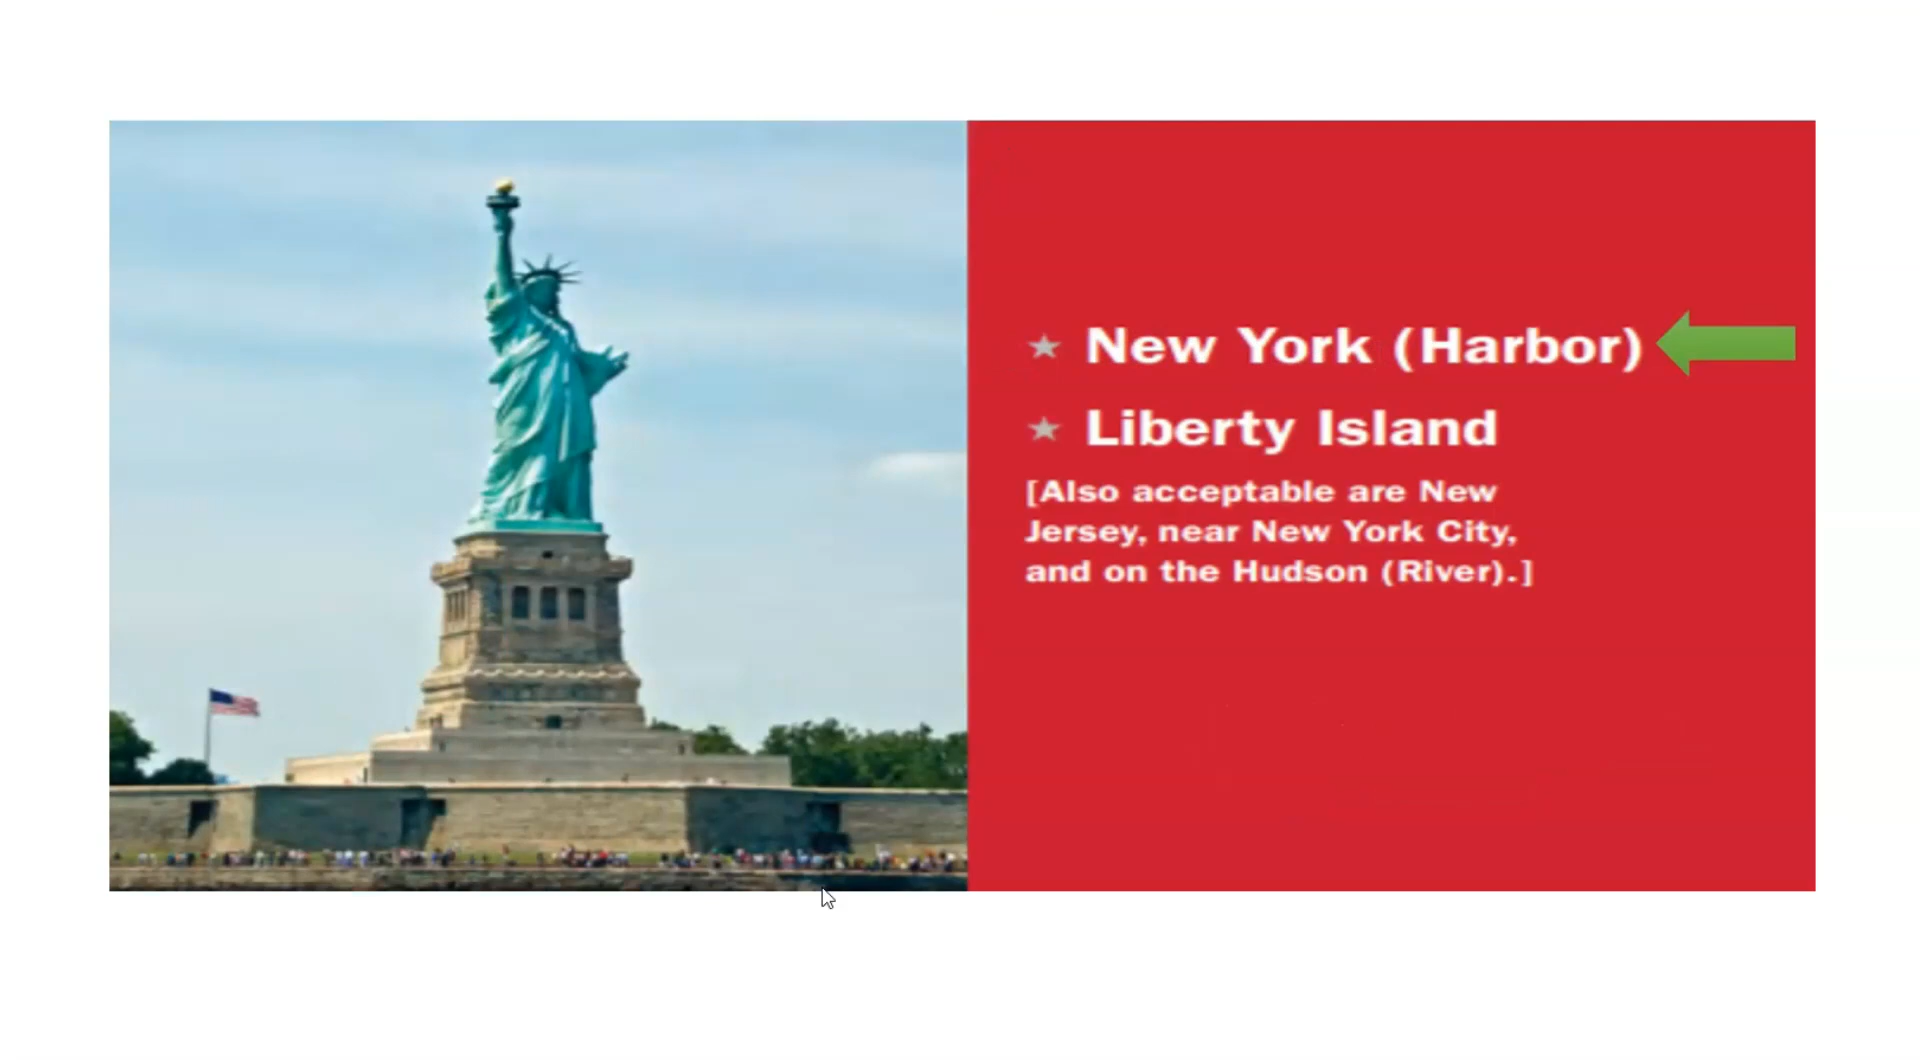 New York (Harbor)
Liberty Island
[Also acceptable are New
Jersey, near New York City,
and on the Hudson (River).]